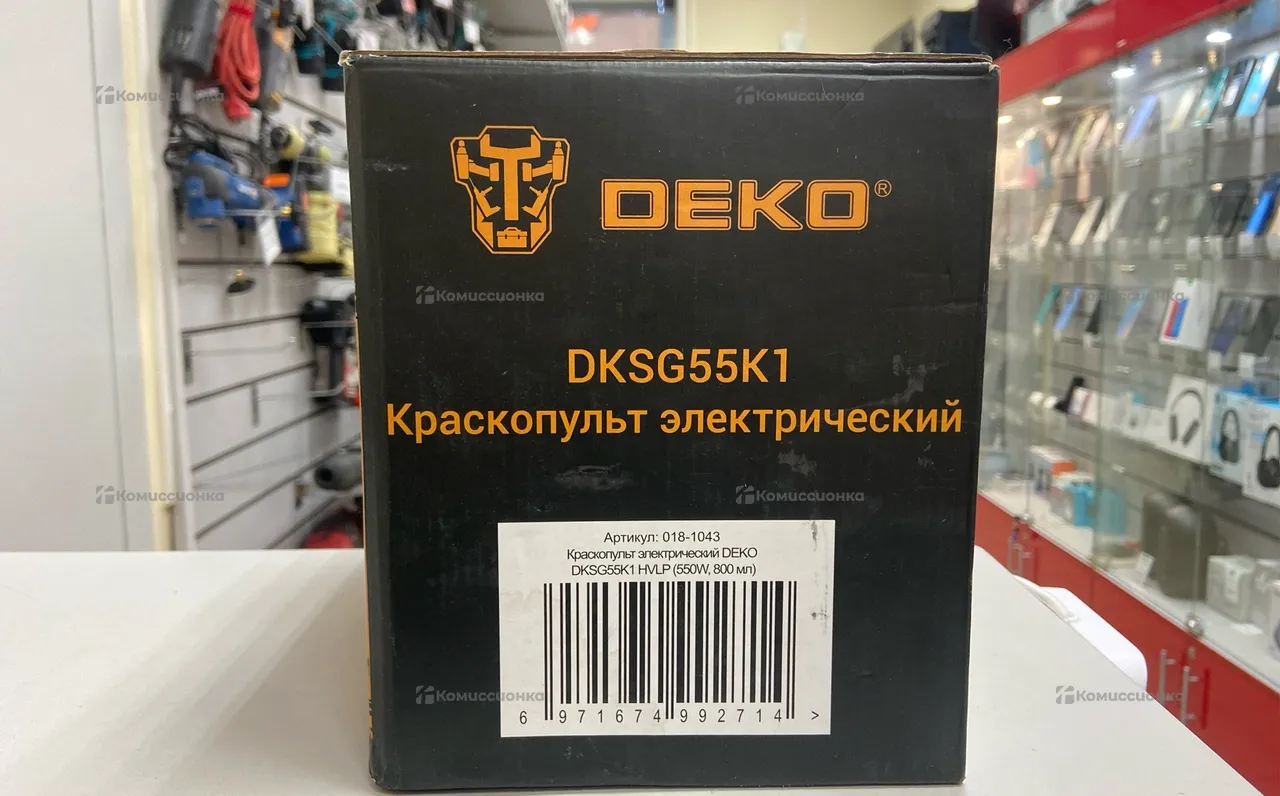 DEKO®
DKSG55K1
Краскопульт электрический
Артикул: 018-1043
Краскопульт электрический DEKO
DKSG55K1 HVLP (550W, 800 мл)
6 971674 992714 >
Комиссионка
Комиссионка
Комиссионка
Комиссионка
Комиссионка
Комиссионка
Комиссионка
Комиссионка